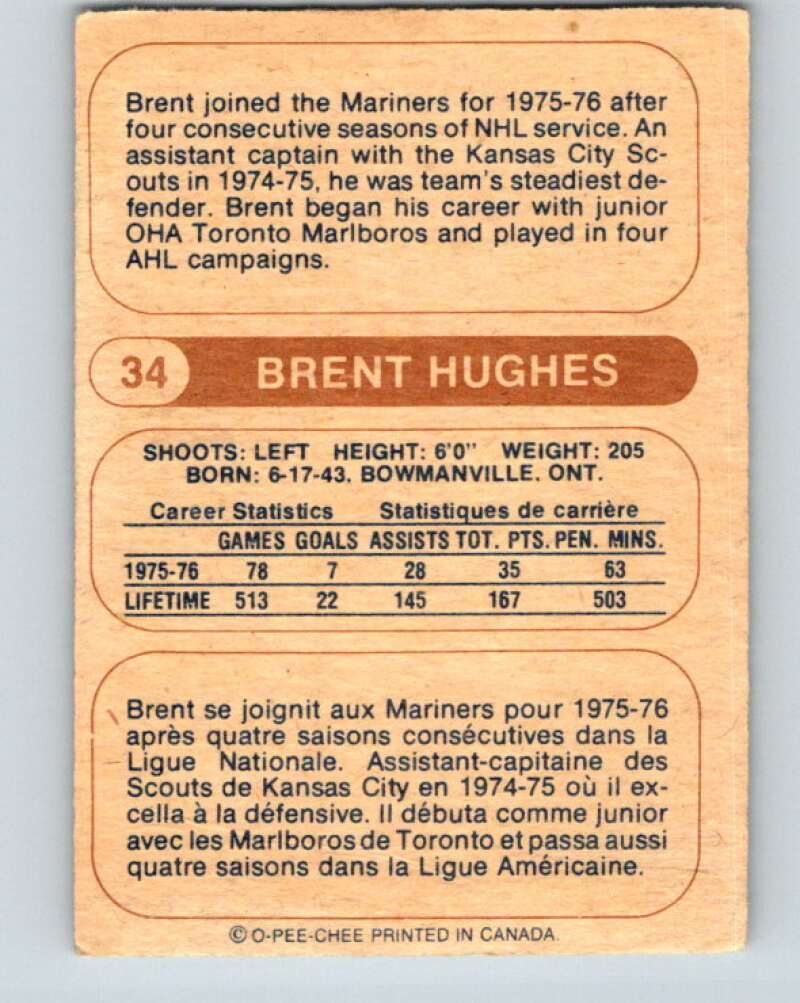 Brent joined the Mariners for 1975-76 after
four consecutive seasons of NHL service. An
assistant captain with the Kansas City Sc-
outs in 1974-75, he was team's steadiest de-
fender. Brent began his career with junior
OHA Toronto Marlboros and played in four
AHL campaigns.
34 BRENT HUGHES
SHOOTS: LEFT HEIGHT: 6'0" WEIGHT: 205
BORN: 6-17-43. BOWMANVILLE. ONT.
Career Statistics Statistiques de carrière
GAMES GOALS ASSISTS TOT. PTS. PEN. MINS.
1975-76 78 7 28 35 63
LIFETIME 513 22 145 167 503
Brent se joignit aux Mariners pour 1975-76
après quatre saisons consécutives dans la
Ligue Nationale. Assistant-capitaine des
Scouts de Kansas City en 1974-75 où il ex-
cella à la défensive. Il débuta comme junior
avec les Marlboros de Toronto et passa aussi
quatre saisons dans la Ligue Américaine.
© O-PEE-CHEE PRINTED IN CANADA.